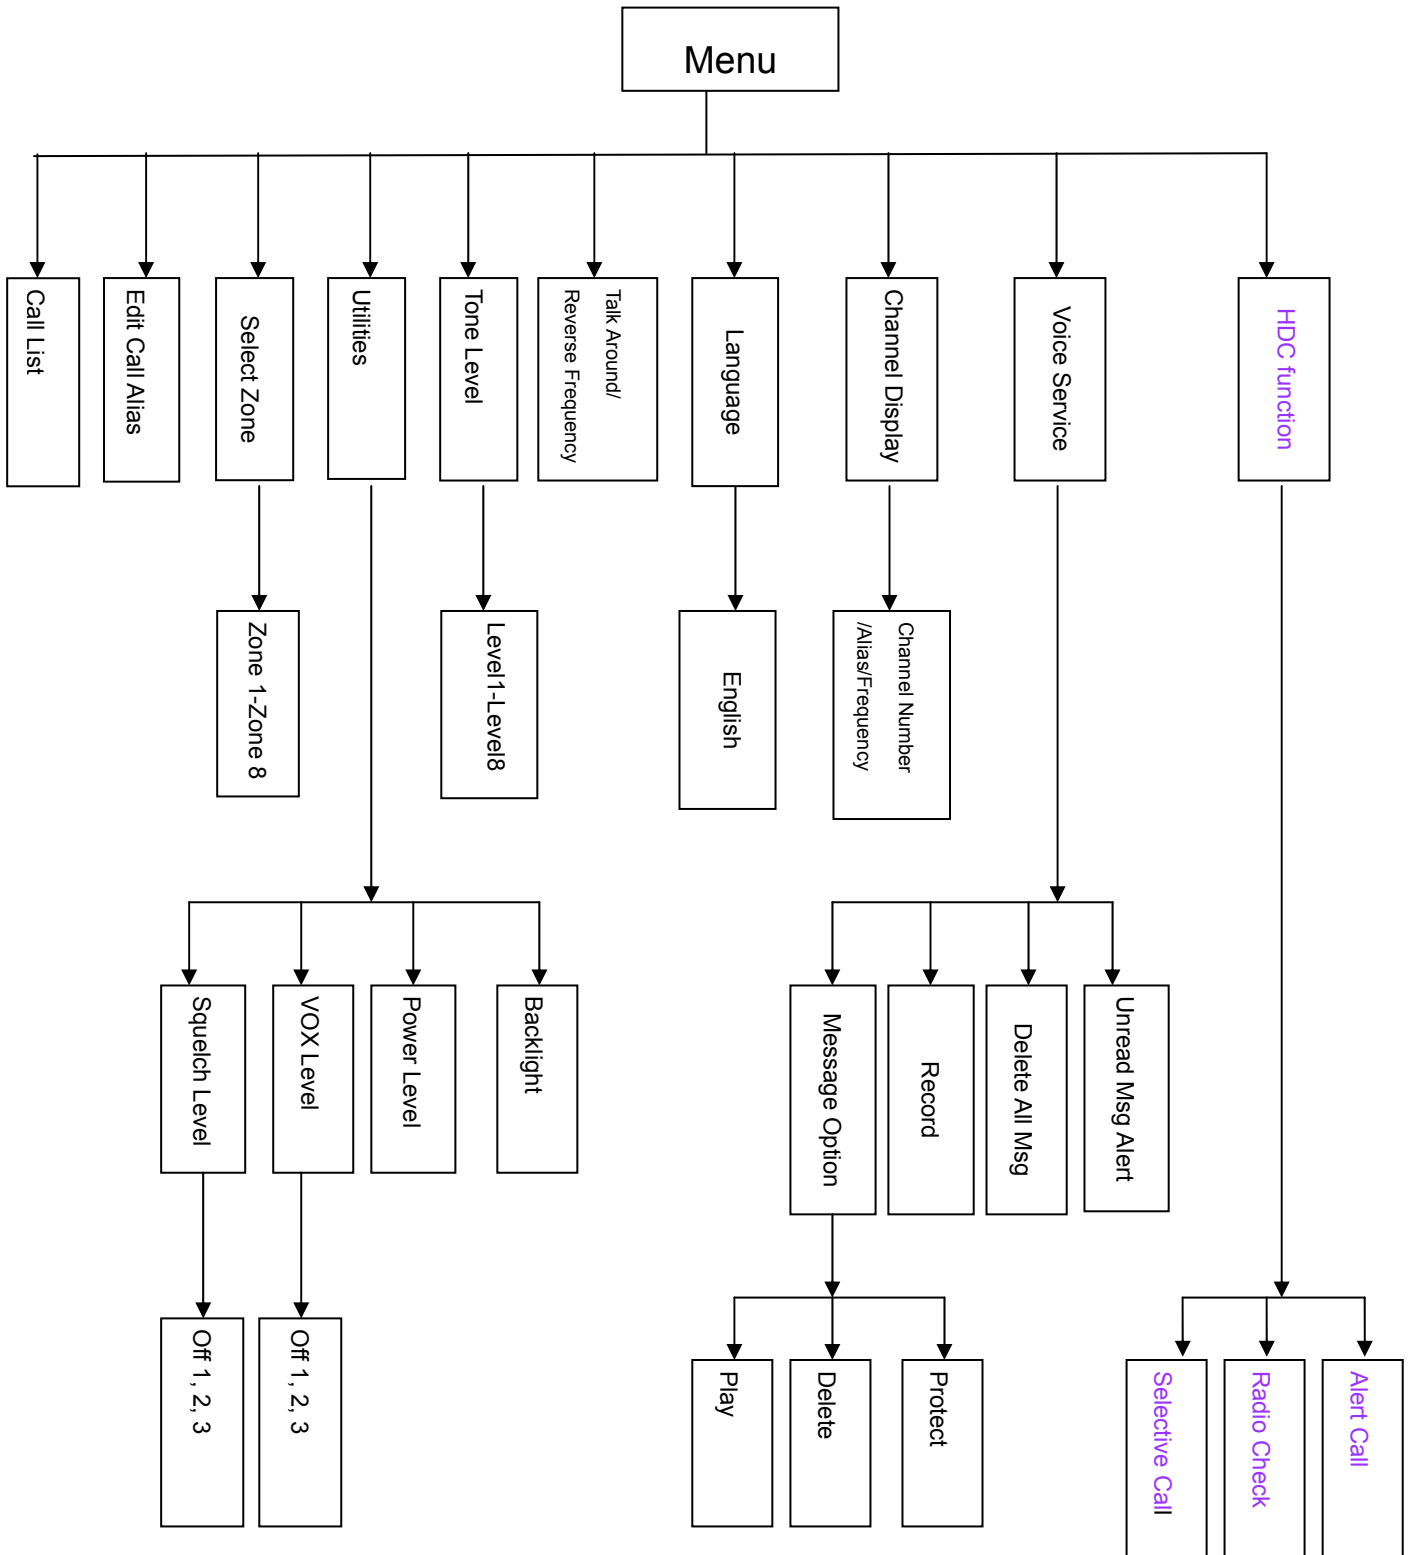 Menu
Call List
Edit Call Alias
Select Zone
Utilities
Tone Level
Talk Around/
Reverse Frequency
Language
Channel Display
Voice Service
HDC function
Zone 1-Zone 8
Level1-Level8
English
Channel Number
/Alias/Frequency
Squelch Level
VOX Level
Power Level
Backlight
Message Option
Record
Delete All Msg
Unread Msg Alert
Off 1, 2, 3
Off 1, 2, 3
Play
Delete
Protect
Selective Call
Radio Check
Alert Call